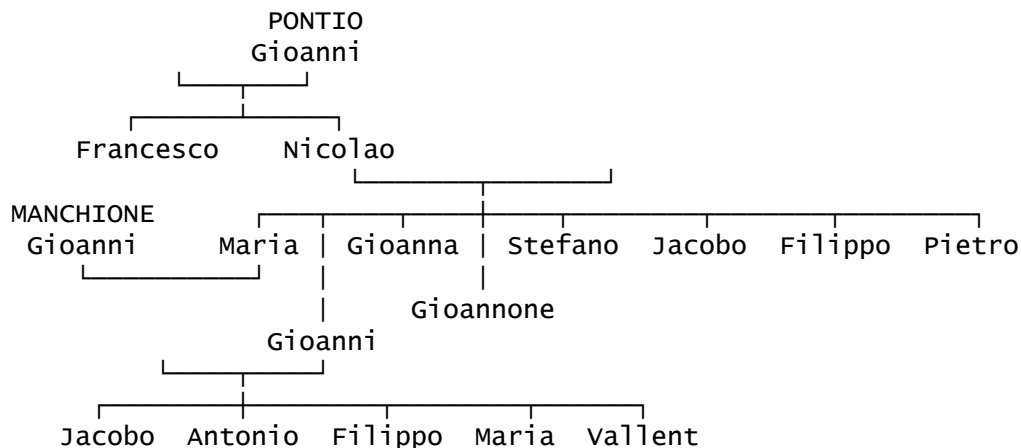 PONTIO
Gioanni
Francesco Nicolao
MANCHIONE
Gioanni Maria Gioanna Stefano Jacobo Filippo Pietro
Gioannone
Gioanni
Jacobo Antonio Filippo Maria Vallent